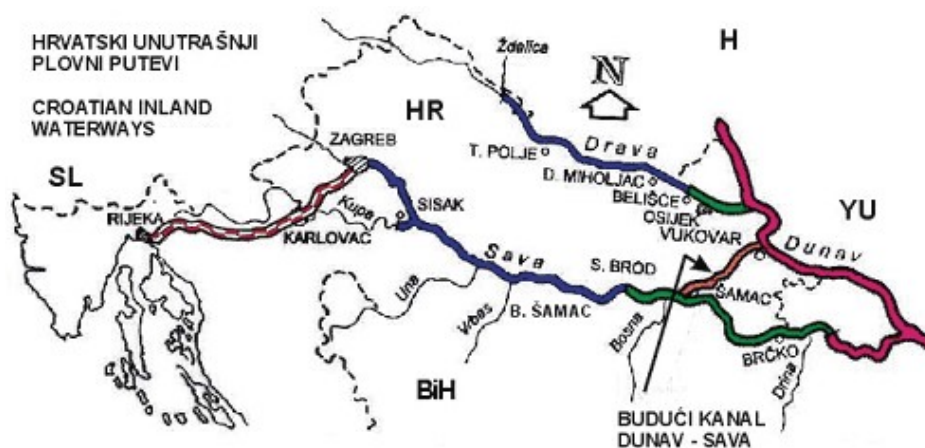 HRVATSKI UNUTRAŠNJI
PLOVNI PUTEVI
CROATIAN INLAND
WATERWAYS
H
Ždelica
N
HR
ZAGREB
T. POLJE
Drava
D. MIHOLJAC
BELIŠĆE
OSIJEK
VUKOVAR
YU
Dunav
SL
RIJEKA
Kupa
SISAK
KARLOVAC
Sava
S. BROD
ŠAMAC
Una
Vrbas
B. ŠAMAC
Bosna
BRČKO
Drina
BiH
BUDUĆI KANAL
DUNAV - SAVA